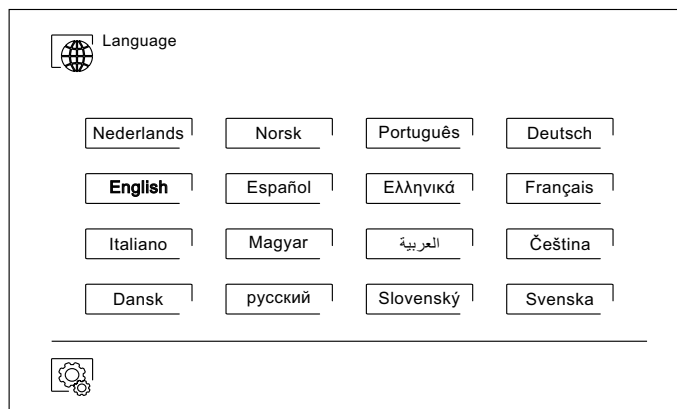 Language
Nederlands Norsk Português Deutsch
English Español Ελληνικά Français
Italiano Magyar العربية Čeština
Dansk русский Slovenský Svenska